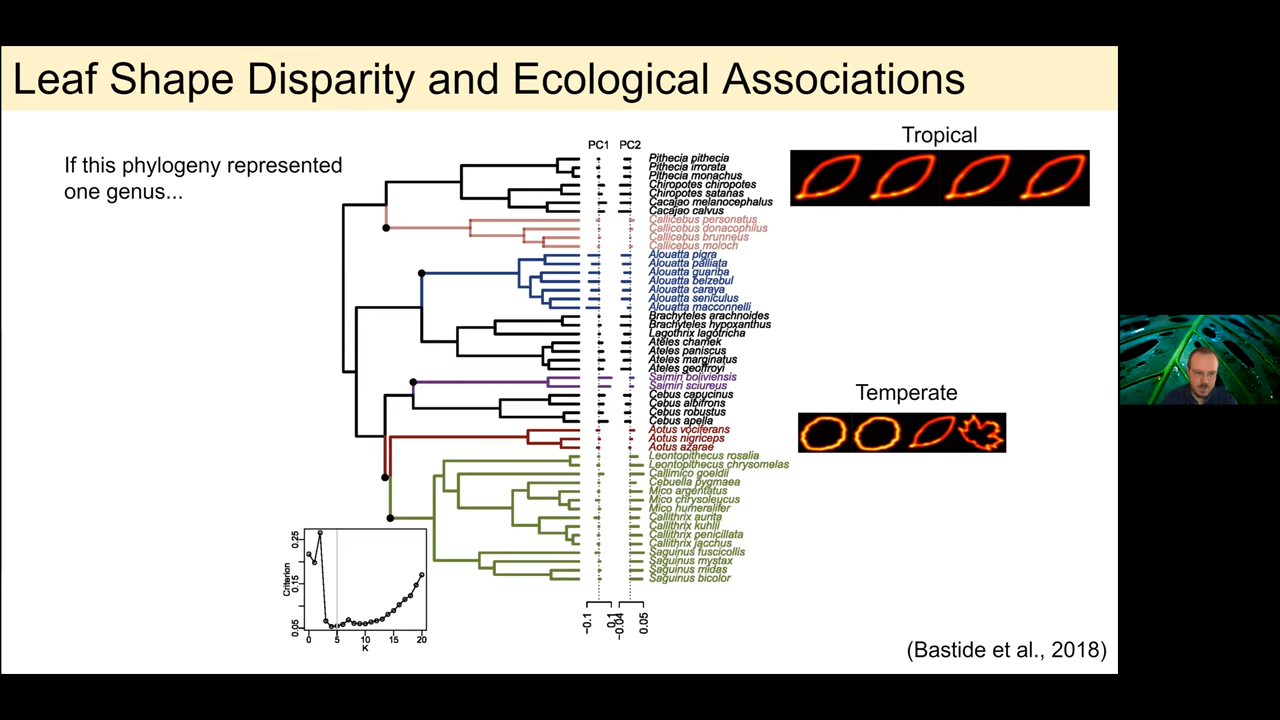 Leaf Shape Disparity and Ecological Associations
If this phylogeny represented
one genus...
PC1 PC2
Pithecia pithecia
Pithecia irrorata
Pithecia monachus
Chiropotes chiropotes
Chiropotes satanas
Cacajao melanocephalus
Cacajao calvus
Callicebus personatus
Callicebus donacophilus
Callicebus brunneus
Callicebus moloch
Alouatta pigra
Alouatta palliata
Alouatta guariba
Alouatta belzebul
Alouatta caraya
Alouatta seniculus
Alouatta macconnelli
Brachyteles arachnoides
Brachyteles hypoxanthus
Lagothrix lagotricha
Ateles chamek
Ateles paniscus
Ateles marginatus
Ateles geoffroyi
Saimiri boliviensis
Saimiri sciureus
Cebus capucinus
Cebus albifrons
Cebus robustus
Cebus apella
Aotus vociferans
Aotus nigriceps
Aotus azarae
Leontopithecus rosalia
Leontopithecus chrysomelas
Callimico goeldii
Cebuella pygmaea
Mico argentatus
Mico chrysoleucus
Mico humeralifer
Callithrix aurita
Callithrix kuhlii
Callithrix penicillata
Callithrix jacchus
Saguinus fuscicollis
Saguinus mystax
Saguinus midas
Saguinus bicolor
-0.1 0.1 -0.04 0.05
Tropical
Temperate
Criterion
0.25
0.15
0.05
0 5 10 15 20
K
(Bastide et al., 2018)